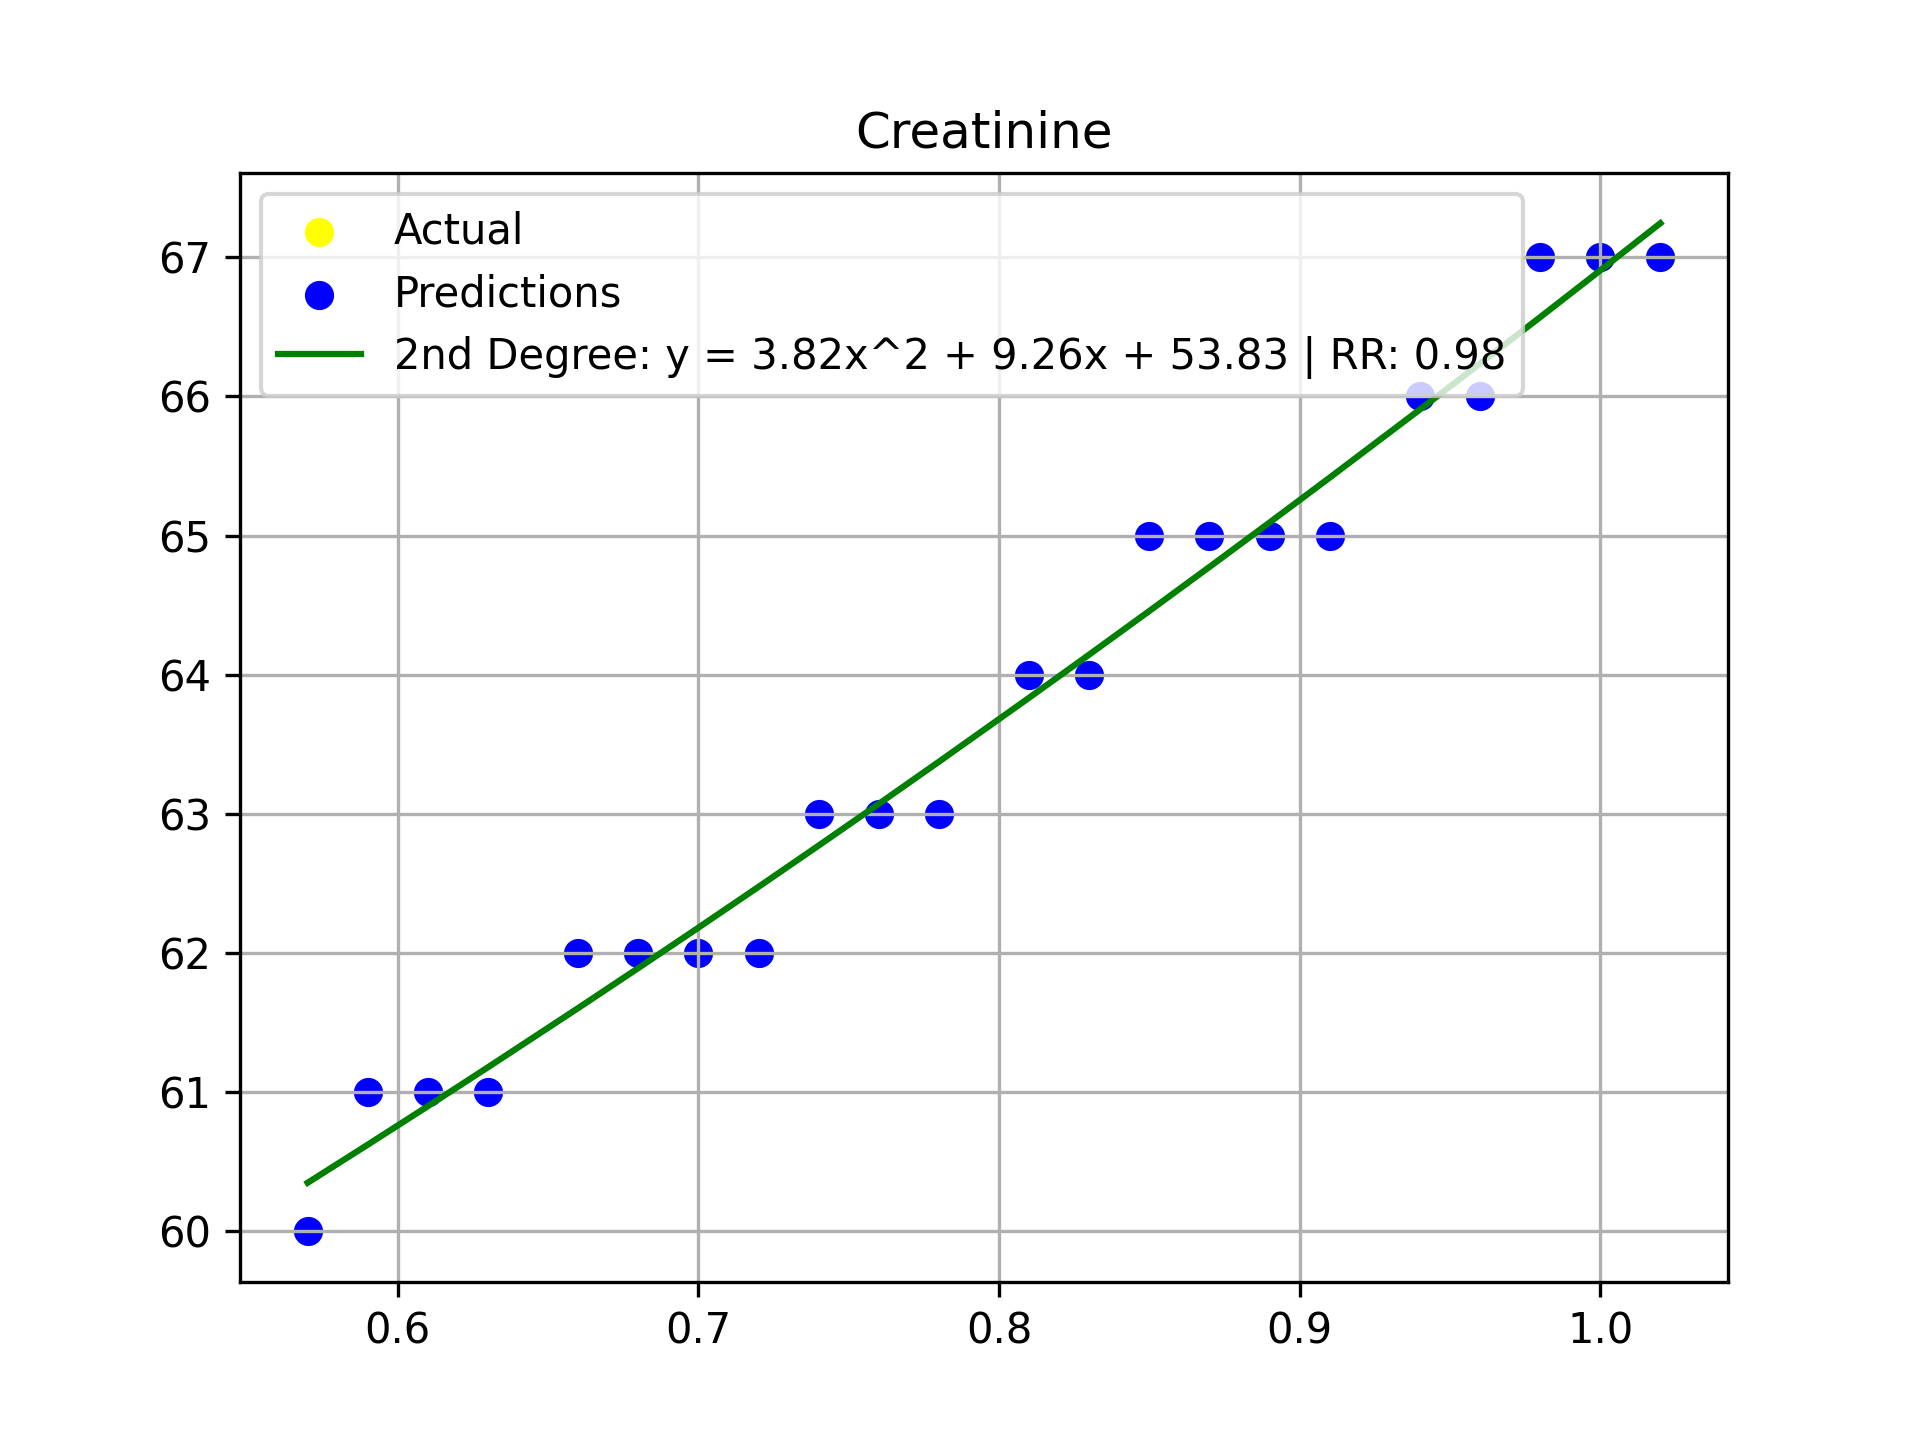 Creatinine
Actual
Predictions
2nd Degree: y = 3.82x^2 + 9.26x + 53.83 | RR: 0.98
67
66
65
64
63
62
61
60
0.6 0.7 0.8 0.9 1.0